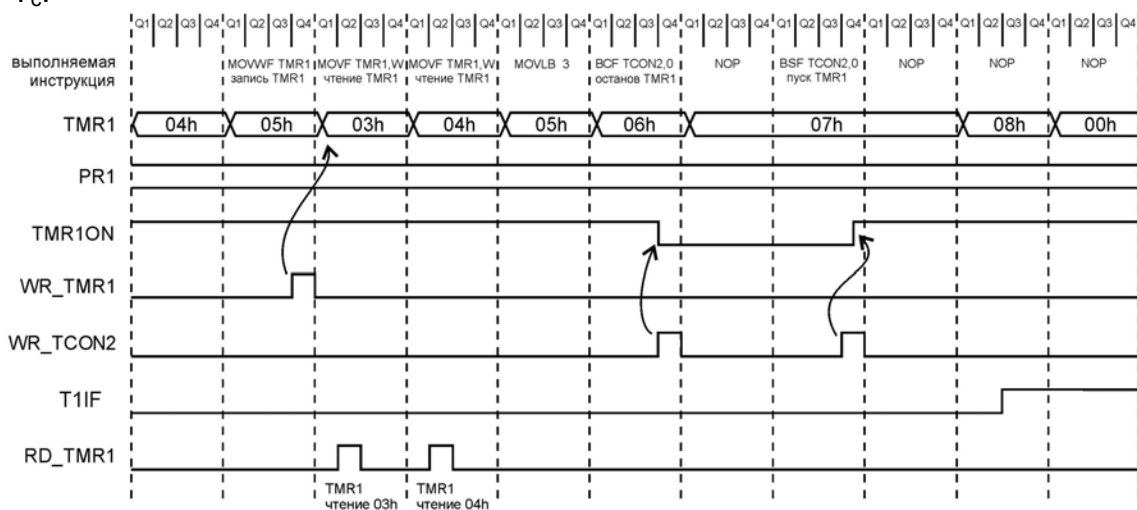 T_C.
Q1 Q2 Q3 Q4 Q1 Q2 Q3 Q4 Q1 Q2 Q3 Q4 Q1 Q2 Q3 Q4 Q1 Q2 Q3 Q4 Q1 Q2 Q3 Q4 Q1 Q2 Q3 Q4 Q1 Q2 Q3 Q4 Q1 Q2 Q3 Q4 Q1 Q2 Q3 Q4 Q1 Q2 Q3 Q4
выполняемая MOVWF TMR1 MOVF TMR1,W MOVF TMR1,W MOVLB 3 BCF TCON2,0 NOP BSF TCON2,0 NOP NOP NOP
инструкция запись TMR1 чтение TMR1 чтение TMR1 останов TMR1 пуск TMR1
TMR1 04h 05h 03h 04h 05h 06h 07h 08h 00h
PR1
TMR1ON
WR_TMR1
WR_TCON2
T1IF
RD_TMR1
TMR1 TMR1
чтение 03h чтение 04h